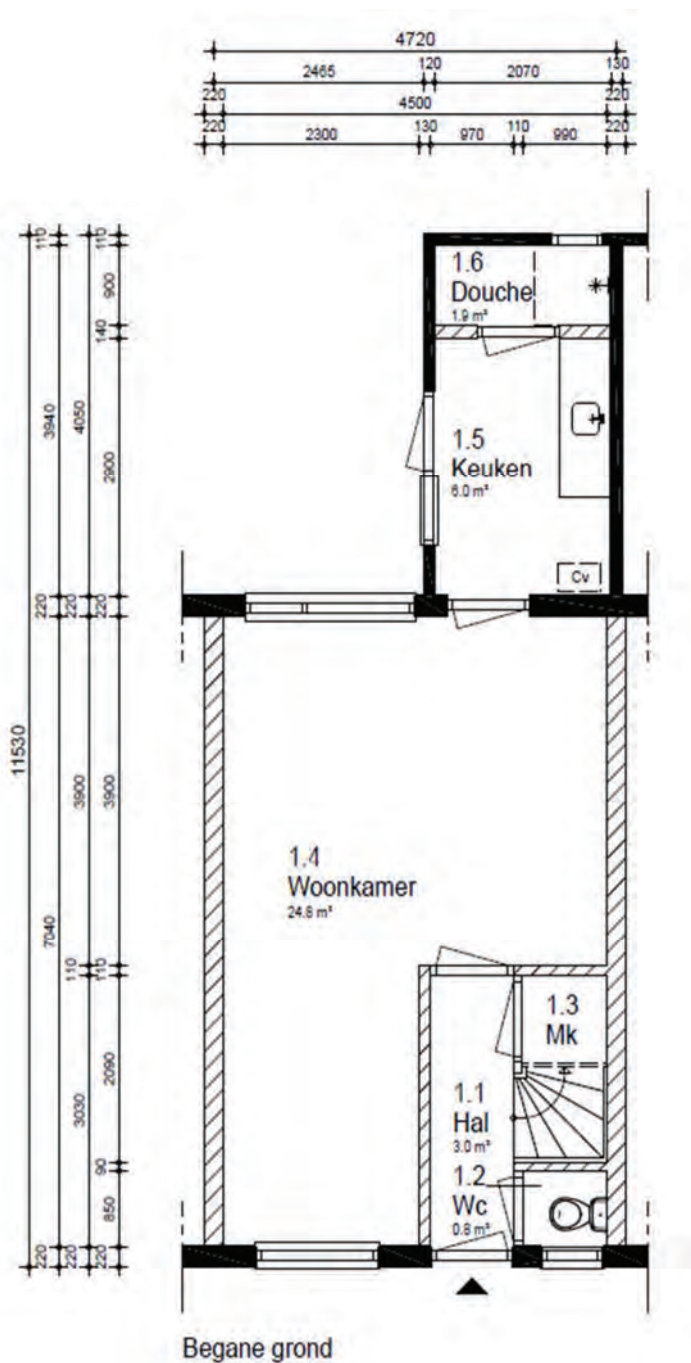 4720
2465 120 2070 130
220 4500 220
220 2300 130 970 110 990 220
110 110
900
140
3940 4050 2900
220 220 220
11530
3900 3900
7040
110 110
2090
3030
90
850
220 220 220
1.6
Douche
1.9 m²
1.5
Keuken
6.0 m²
Cv
1.4
Woonkamer
24.8 m²
1.3
Mk
1.1
Hal
3.0 m²
1.2
Wc
0.8 m²
Begane grond